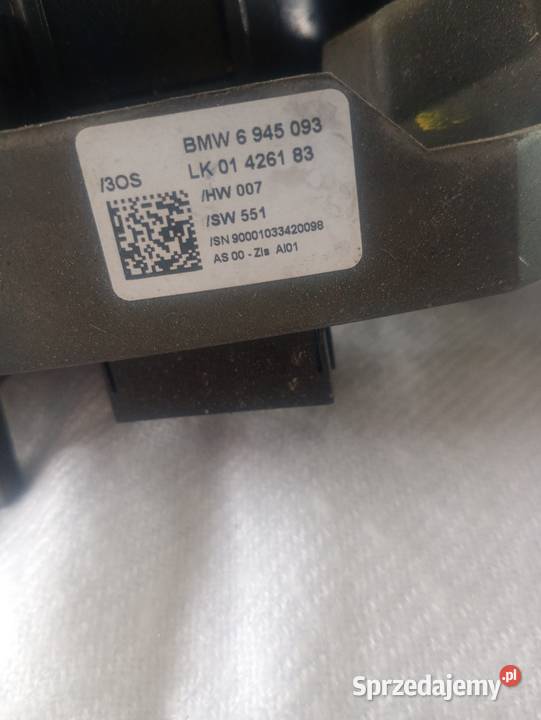 BMW 6 945 093
LK 01 4261 83
/3OS
/HW 007
/SW 551
/SN 90001033420098
AS 00 - Zls AI01
Sprzedajemy.pl